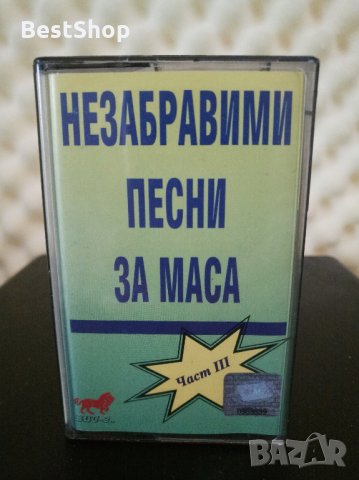 BestShop
НЕЗАБРАВИМИ
ПЕСНИ
ЗА МАСА
Част III
BAZAR